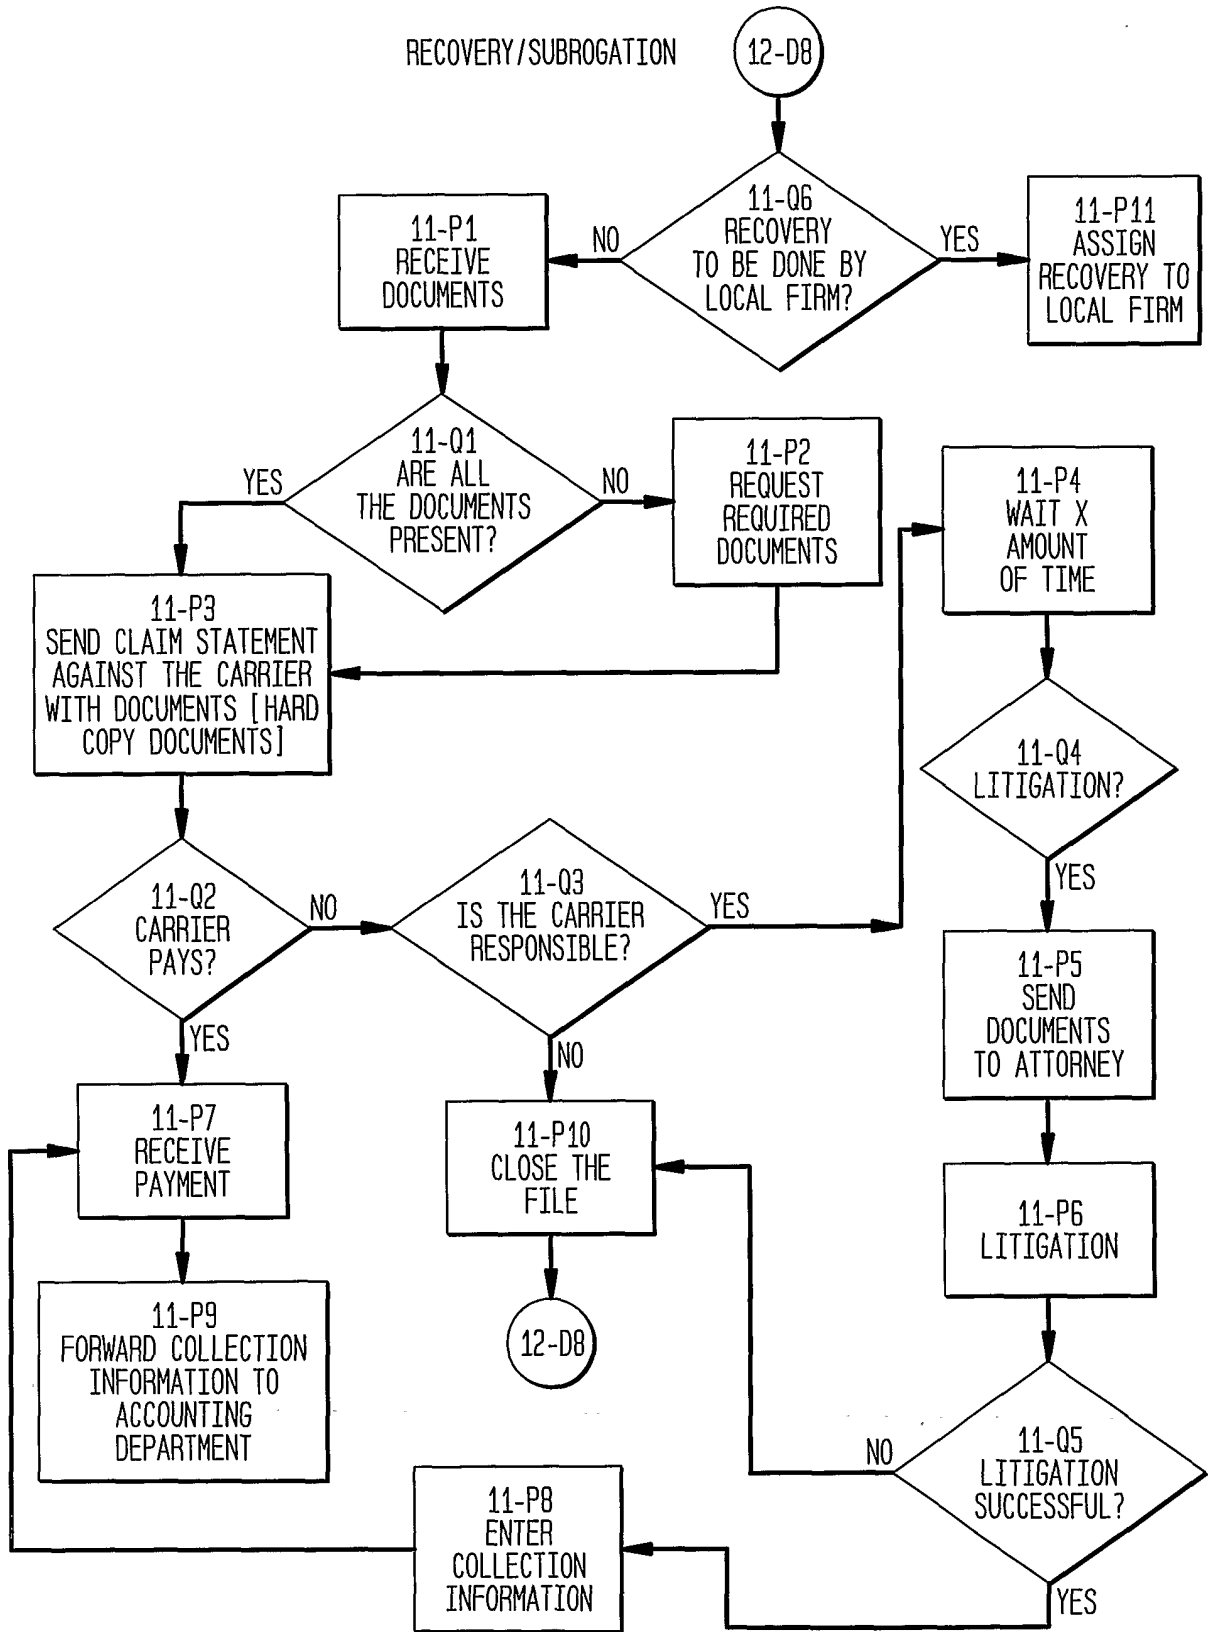 RECOVERY/SUBROGATION
12-D8
11-Q6
RECOVERY
TO BE DONE BY
LOCAL FIRM?
NO
YES
11-P1
RECEIVE
DOCUMENTS
11-P11
ASSIGN
RECOVERY TO
LOCAL FIRM
11-Q1
ARE ALL
THE DOCUMENTS
PRESENT?
YES
NO
11-P2
REQUEST
REQUIRED
DOCUMENTS
11-P3
SEND CLAIM STATEMENT
AGAINST THE CARRIER
WITH DOCUMENTS [HARD
COPY DOCUMENTS]
11-P4
WAIT X
AMOUNT
OF TIME
11-Q4
LITIGATION?
YES
11-Q2
CARRIER
PAYS?
NO
YES
11-Q3
IS THE CARRIER
RESPONSIBLE?
YES
NO
11-P5
SEND
DOCUMENTS
TO ATTORNEY
11-P7
RECEIVE
PAYMENT
11-P10
CLOSE THE
FILE
11-P6
LITIGATION
11-P9
FORWARD COLLECTION
INFORMATION TO
ACCOUNTING
DEPARTMENT
12-D8
11-Q5
LITIGATION
SUCCESSFUL?
NO
YES
11-P8
ENTER
COLLECTION
INFORMATION